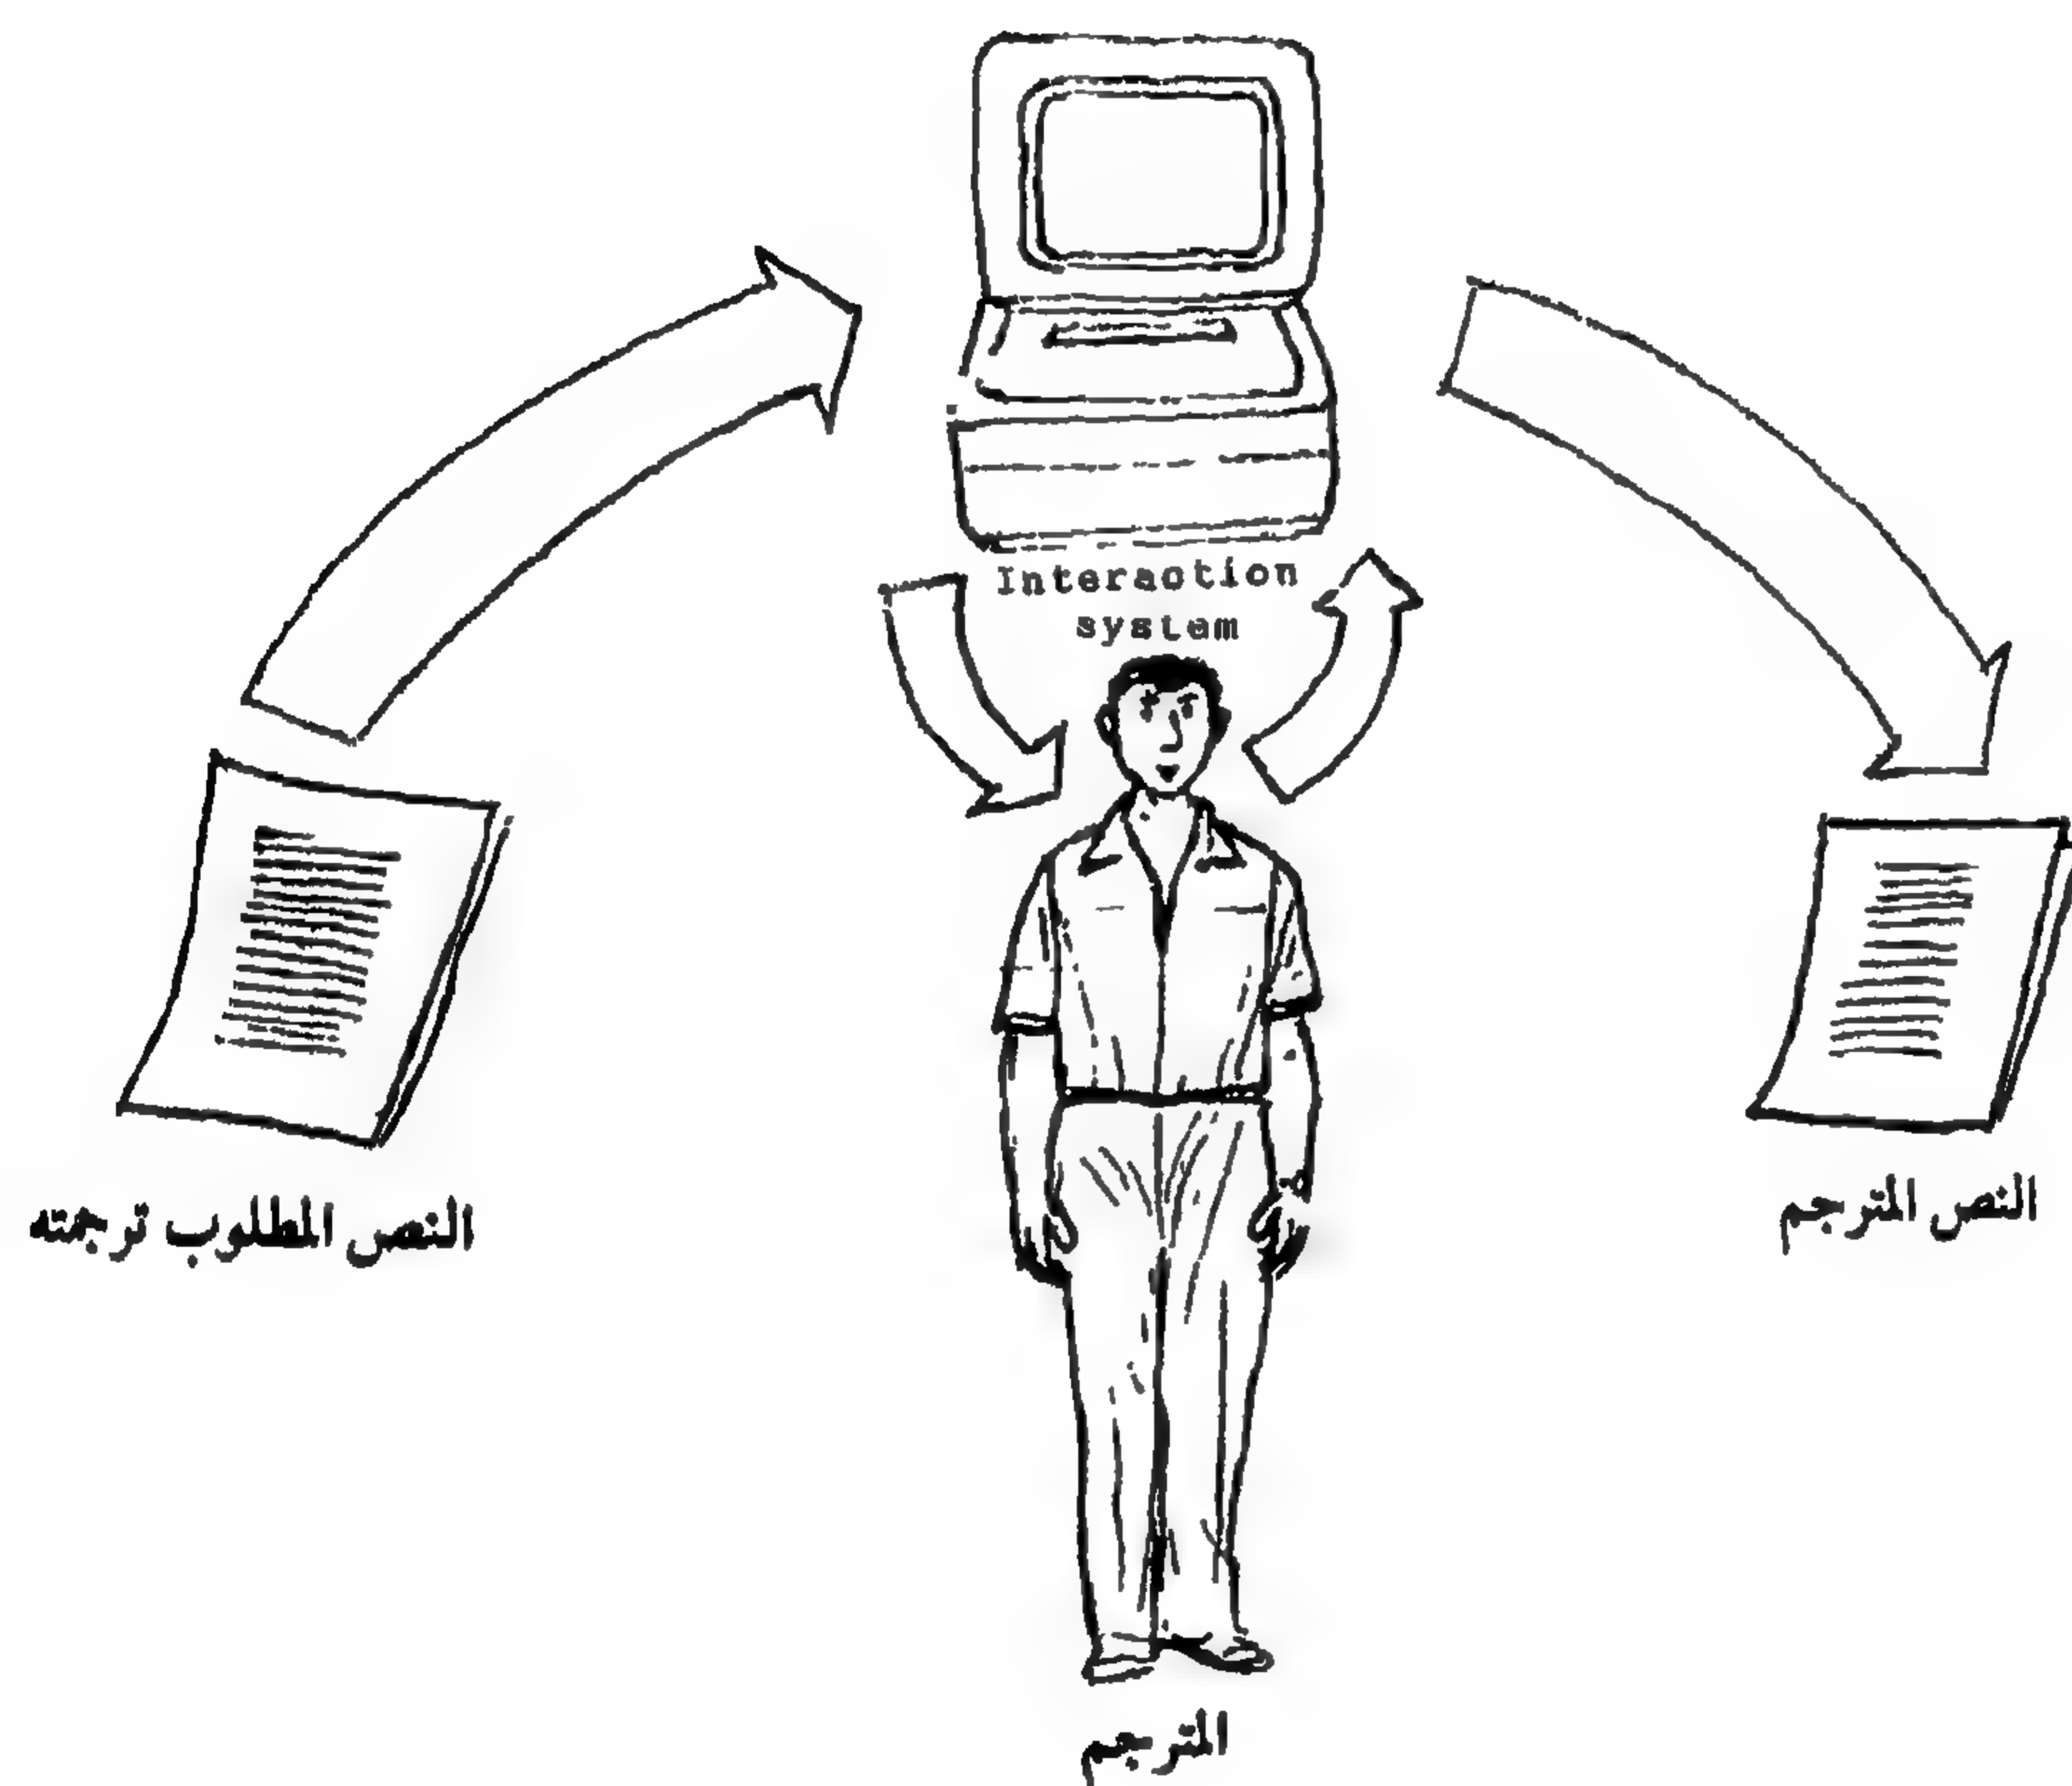 Interaction
system
النص المطلوب ترجمته
النص المترجم
المترجم